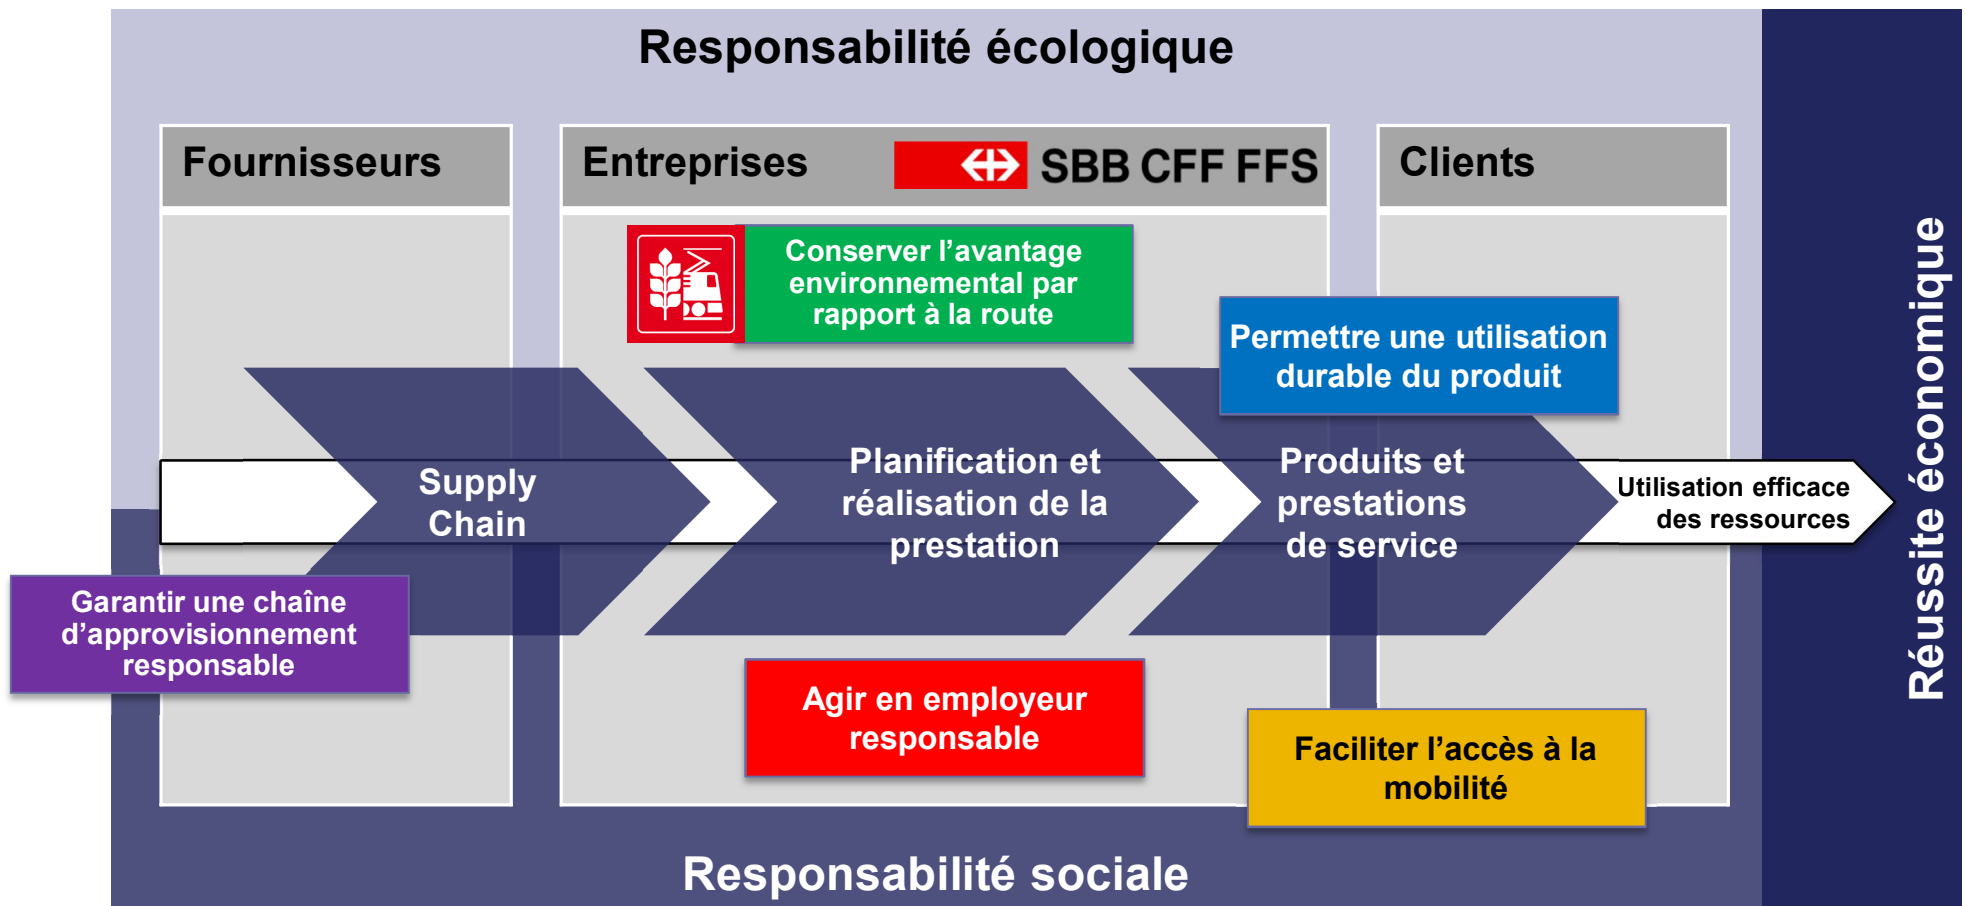 Responsabilité écologique
Fournisseurs
Entreprises
SBB CFF FFS
Clients
Conserver l’avantage
environnemental par
rapport à la route
Permettre une utilisation
durable du produit
Supply
Chain
Planification et
réalisation de la
prestation
Produits et
prestations
de service
Utilisation efficace
des ressources
Garantir une chaîne
d’approvisionnement
responsable
Agir en employeur
responsable
Faciliter l’accès à la
mobilité
Responsabilité sociale
Réussite économique